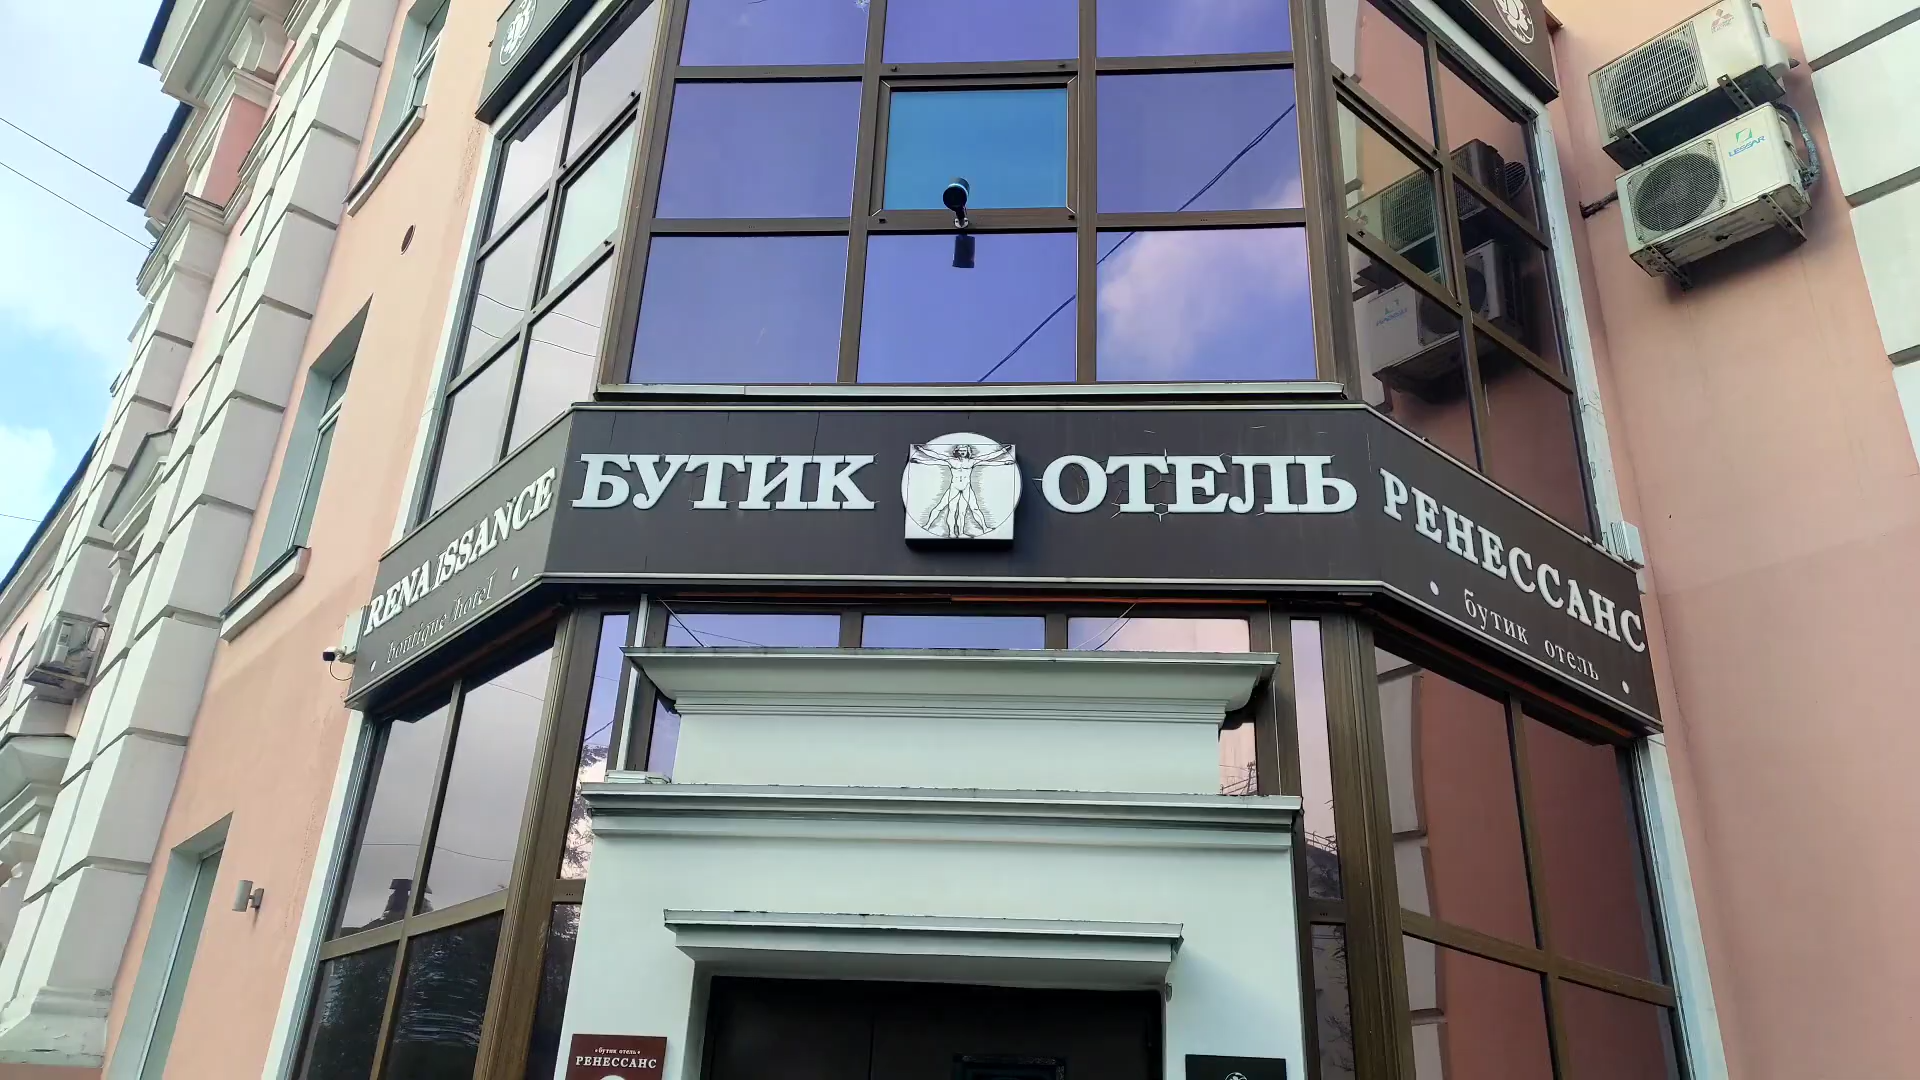 RENAISSANCE
• boutique hotel •
БУТИК ОТЕЛЬ
РЕНЕССАНС
• бутик отель •
LESSAR
•бутик отель•
РЕНЕССАНС